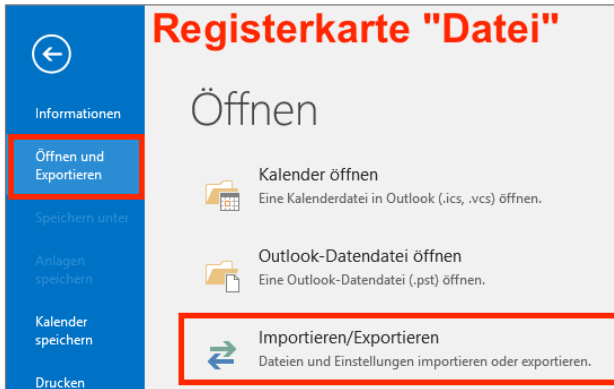 Registerkarte "Datei"
Informationen
Öffnen und
Exportieren
Speichern unter
Anlagen
speichern
Kalender
speichern
Drucken
Öffnen
Kalender öffnen
Eine Kalenderdatei in Outlook (.ics, .vcs) öffnen.
Outlook-Datendatei öffnen
Eine Outlook-Datendatei (.pst) öffnen.
Importieren/Exportieren
Dateien und Einstellungen importieren oder exportieren.